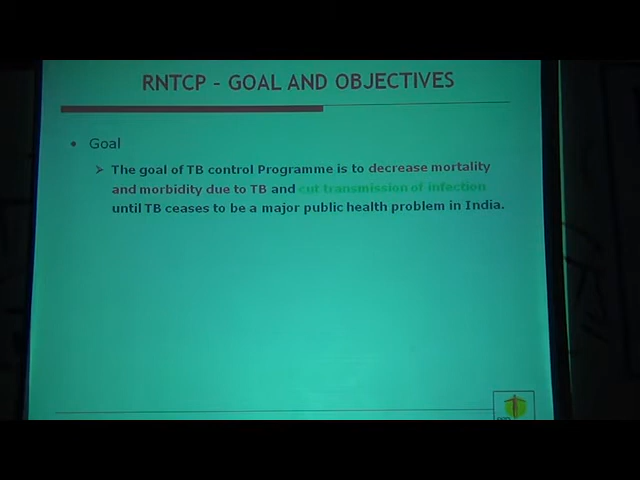 RNTCP – GOAL AND OBJECTIVES
• Goal
➢ The goal of TB control Programme is to decrease mortality
and morbidity due to TB and cut transmission of infection
until TB ceases to be a major public health problem in India.